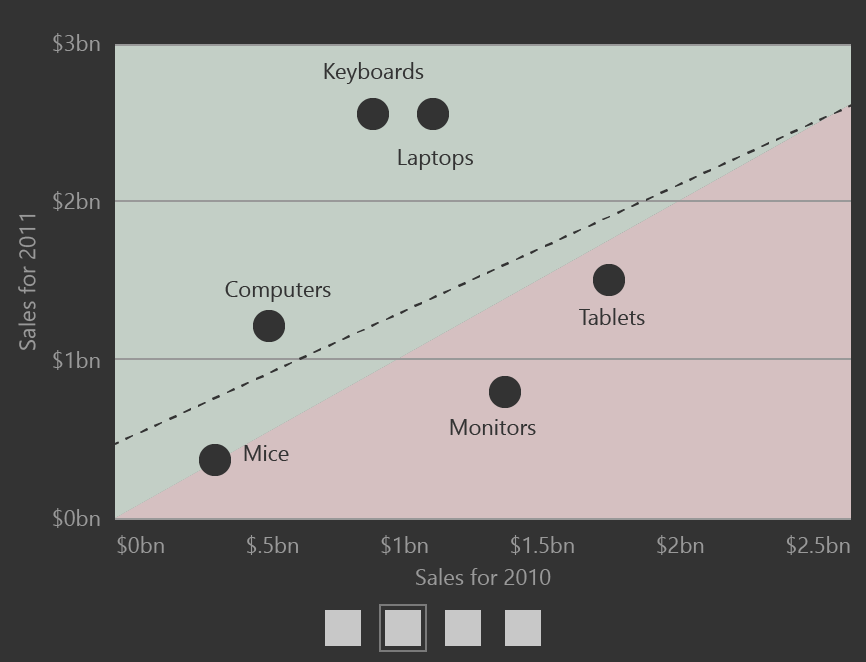 $3bn
Keyboards
Laptops
$2bn
Sales for 2011
Computers
Tablets
$1bn
Monitors
Mice
$0bn
$0bn $.5bn $1bn $1.5bn $2bn $2.5bn
Sales for 2010